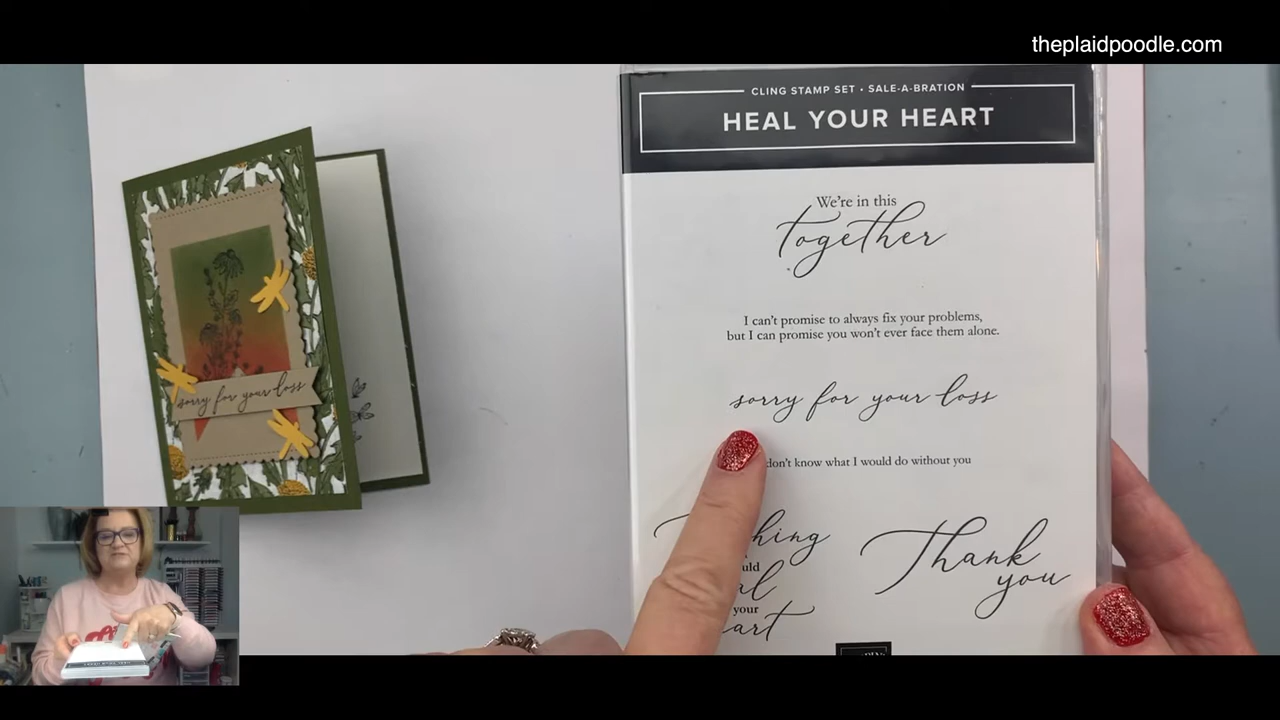 theplaidpoodle.com
CLING STAMP SET • SALE-A-BRATION
HEAL YOUR HEART
We're in this
together
I can't promise to always fix your problems,
but I can promise you won't ever face them alone.
sorry for your loss
don't know what I would do without you
your
heart
Thank
you
sorry for your loss